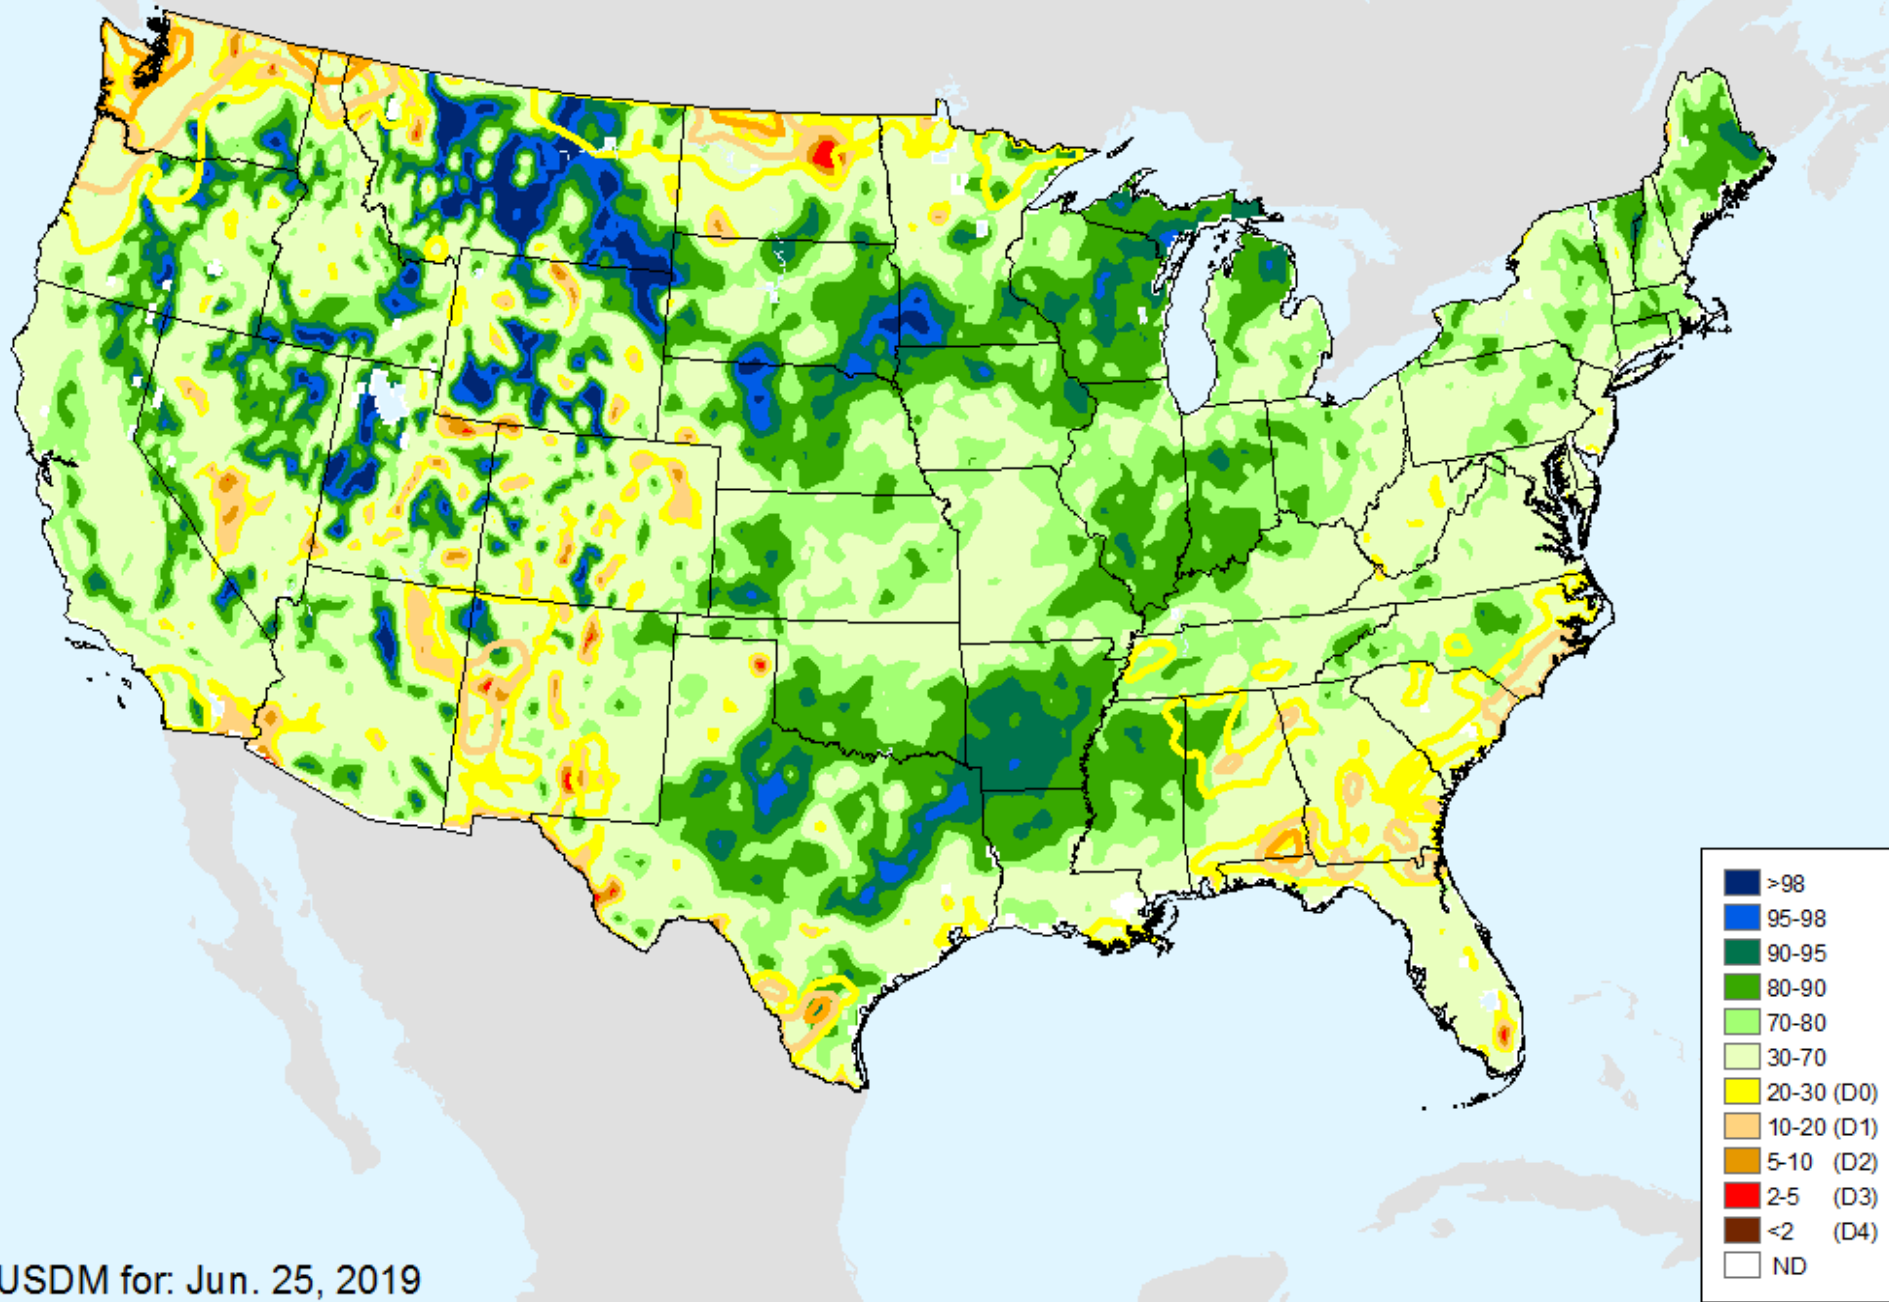 >98
95-98
90-95
80-90
70-80
30-70
20-30 (D0)
10-20 (D1)
5-10 (D2)
2-5 (D3)
<2 (D4)
ND
USDM for: Jun. 25, 2019